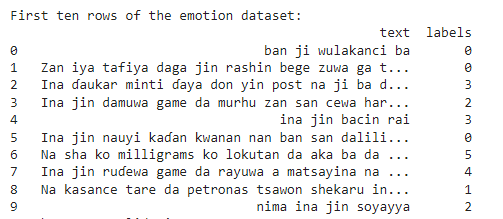 First ten rows of the emotion dataset:
text labels
0 ban ji wulakanci ba 0
1 Zan iya tafiya daga jin rashin bege zuwa ga t... 0
2 Ina ɗaukar minti ɗaya don yin post na ji ba d... 3
3 Ina jin damuwa game da murhu zan san cewa har... 2
4 ina jin bacin rai 3
5 Ina jin nauyi kaɗan kwanan nan ban san dalili... 0
6 Na sha ko milligrams ko lokutan da aka ba da ... 5
7 Ina jin ruɗewa game da rayuwa a matsayina na ... 4
8 Na kasance tare da petronas tsawon shekaru in... 1
9 nima ina jin soyayya 2